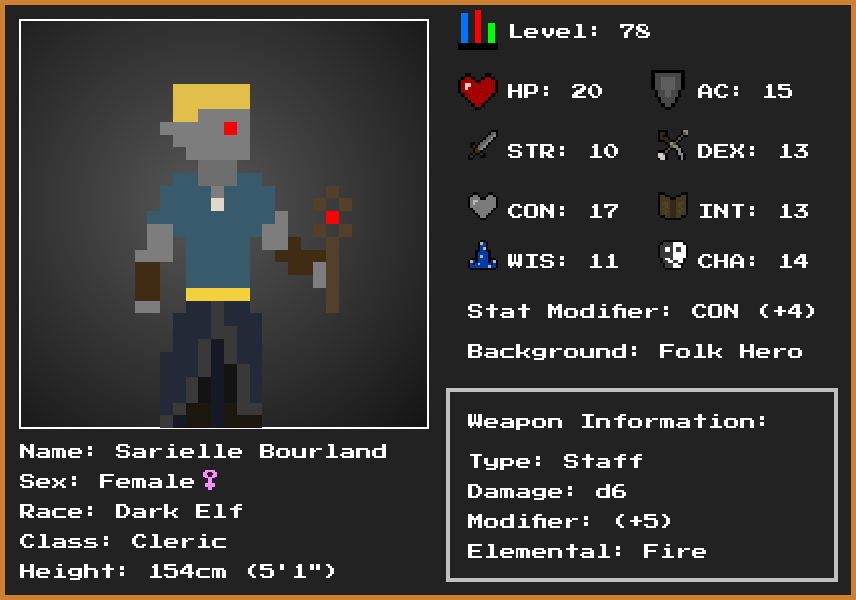 Level: 78
HP: 20 AC: 15
STR: 10 DEX: 13
CON: 17 INT: 13
WIS: 11 CHA: 14
Stat Modifier: CON (+4)
Background: Folk Hero
Weapon Information:
Type: Staff
Damage: d6
Modifier: (+5)
Elemental: Fire
Name: Sarielle Bourland
Sex: Female♀
Race: Dark Elf
Class: Cleric
Height: 154cm (5'1")